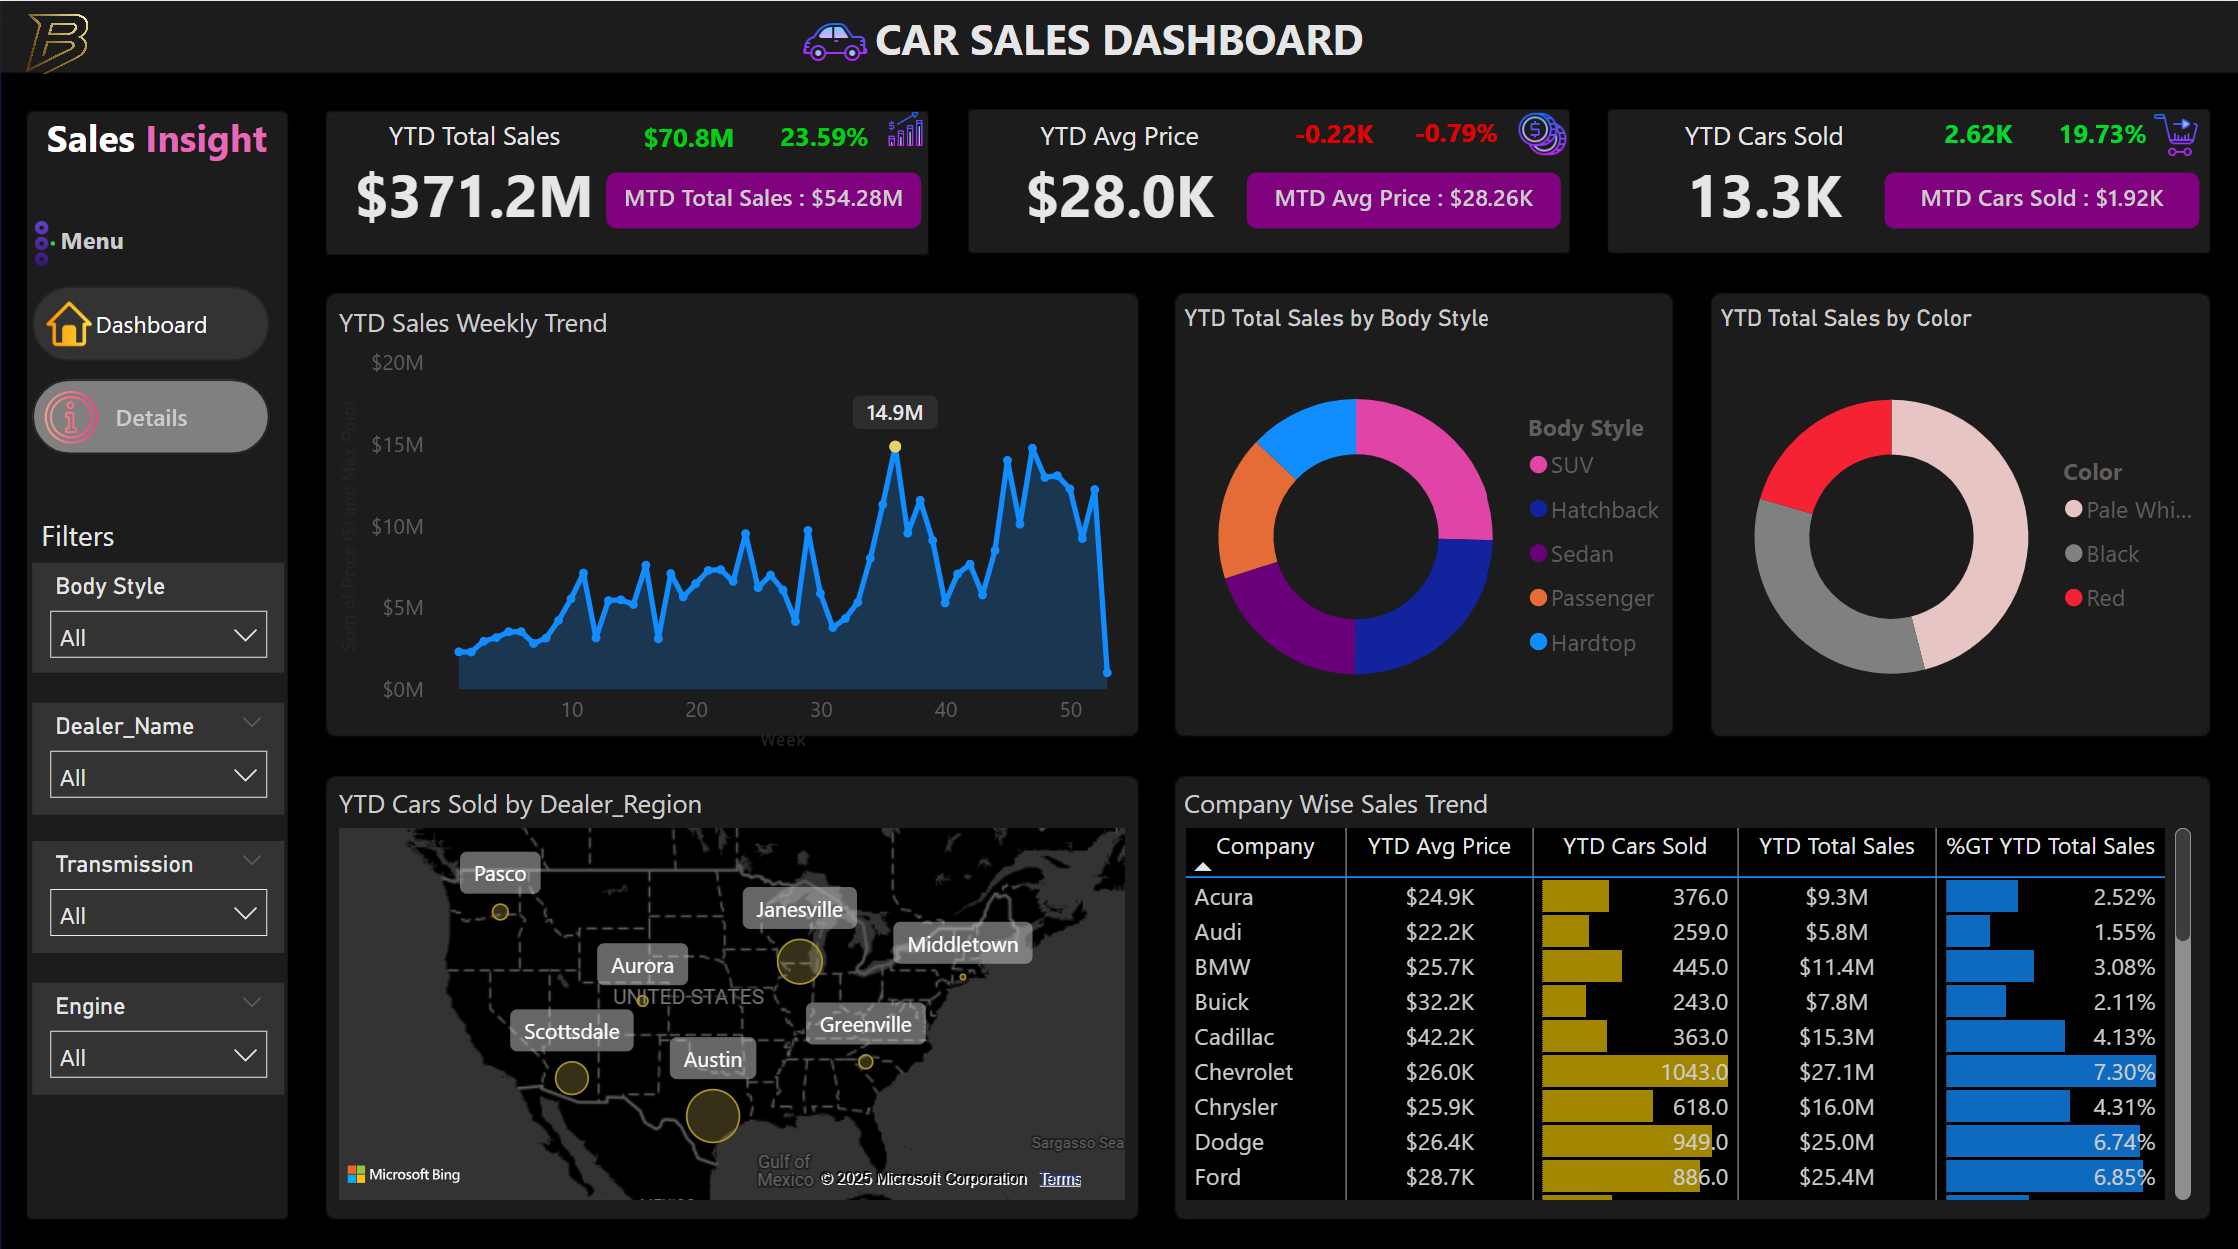 CAR SALES DASHBOARD
Sales Insight
Menu
Dashboard
Details
Filters
Body Style
All
Dealer_Name
All
Transmission
All
Engine
All
YTD Total Sales $70.8M 23.59%
$371.2M MTD Total Sales : $54.28M
YTD Avg Price -0.22K -0.79%
$28.0K MTD Avg Price : $28.26K
YTD Cars Sold 2.62K 19.73%
13.3K MTD Cars Sold : $1.92K
YTD Sales Weekly Trend
Sum of Price ($) and Max Point
$20M
$15M
$10M
$5M
$0M
14.9M
10 20 30 40 50
Week
YTD Total Sales by Body Style
Body Style
SUV
Hatchback
Sedan
Passenger
Hardtop
YTD Total Sales by Color
Color
Pale Whi...
Black
Red
YTD Cars Sold by Dealer_Region
Pasco
Janesville
Middletown
Aurora
UNITED STATES
Scottsdale
Greenville
Austin
Sargasso Sea
Gulf of
Mexico
Microsoft Bing
© 2025 Microsoft Corporation Terms
Company Wise Sales Trend
Company YTD Avg Price YTD Cars Sold YTD Total Sales %GT YTD Total Sales
Acura $24.9K 376.0 $9.3M 2.52%
Audi $22.2K 259.0 $5.8M 1.55%
BMW $25.7K 445.0 $11.4M 3.08%
Buick $32.2K 243.0 $7.8M 2.11%
Cadillac $42.2K 363.0 $15.3M 4.13%
Chevrolet $26.0K 1043.0 $27.1M 7.30%
Chrysler $25.9K 618.0 $16.0M 4.31%
Dodge $26.4K 949.0 $25.0M 6.74%
Ford $28.7K 886.0 $25.4M 6.85%